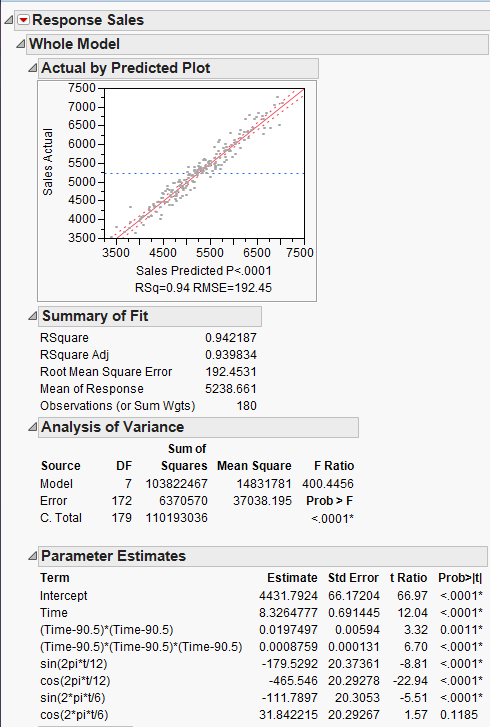 Response Sales
Whole Model
Actual by Predicted Plot
7500
7000
6500
6000
5500
5000
4500
4000
3500
Sales Actual
3500 4500 5500 6500 7500
Sales Predicted P<.0001
RSq=0.94 RMSE=192.45
Summary of Fit
RSquare 0.942187
RSquare Adj 0.939834
Root Mean Square Error 192.4531
Mean of Response 5238.661
Observations (or Sum Wgts) 180
Analysis of Variance
Sum of
Source DF Squares Mean Square F Ratio
Model 7 103822467 14831781 400.4456
Error 172 6370570 37038.195 Prob > F
C. Total 179 110193036 <.0001*
Parameter Estimates
Term Estimate Std Error t Ratio Prob>|t|
Intercept 4431.7924 66.17204 66.97 <.0001*
Time 8.3264777 0.691445 12.04 <.0001*
(Time-90.5)*(Time-90.5) 0.0197497 0.00594 3.32 0.0011*
(Time-90.5)*(Time-90.5)*(Time-90.5) 0.0008759 0.000131 6.70 <.0001*
sin(2pi*t/12) -179.5292 20.37361 -8.81 <.0001*
cos(2pi*t/12) -465.546 20.29278 -22.94 <.0001*
sin(2*pi*t/6) -111.7897 20.3053 -5.51 <.0001*
cos(2*pi*t/6) 31.842215 20.29267 1.57 0.1185